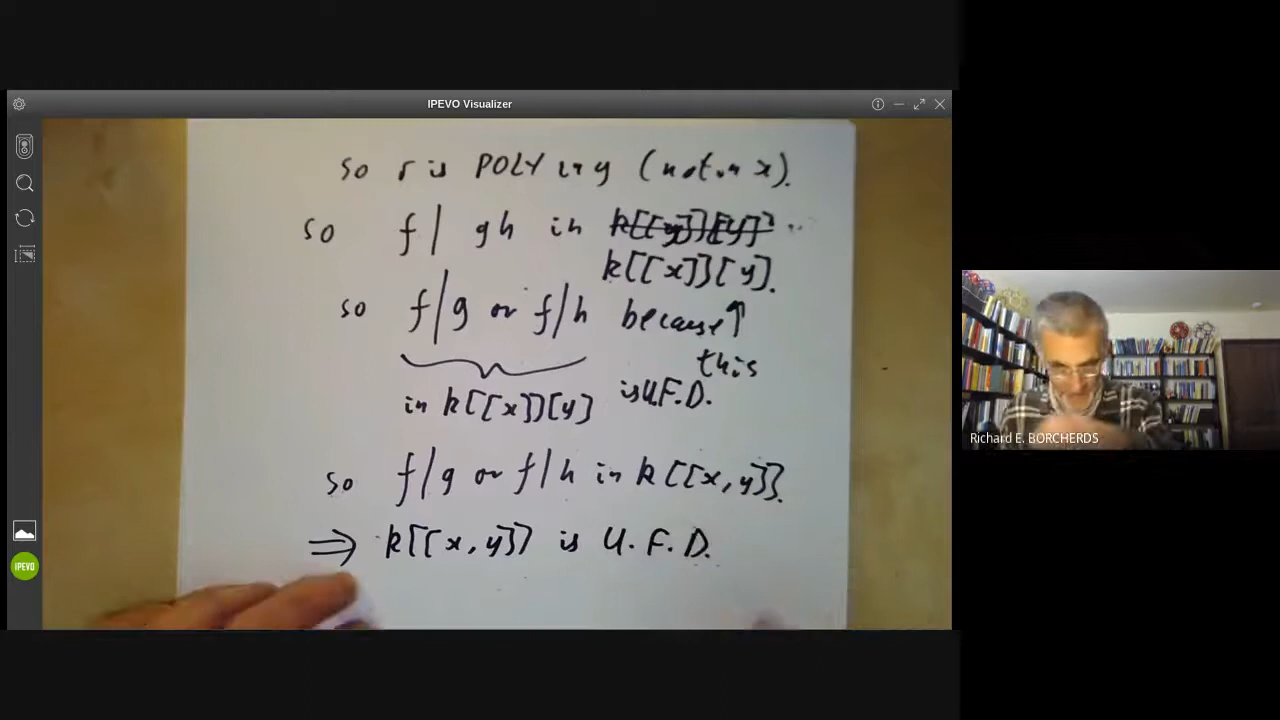 IPEVO Visualizer
so r is POLY in y (not in x).
so f | gh in k[[y]][y]
k[[x]][y].
so f|g or f|h because ↑
this
in k[[x]][y] is U.F.D.
so f|g or f|h in k[[x,y]].
⇒ k[[x,y]] is U.F.D.
IPEVO
Richard E. BORCHERDS